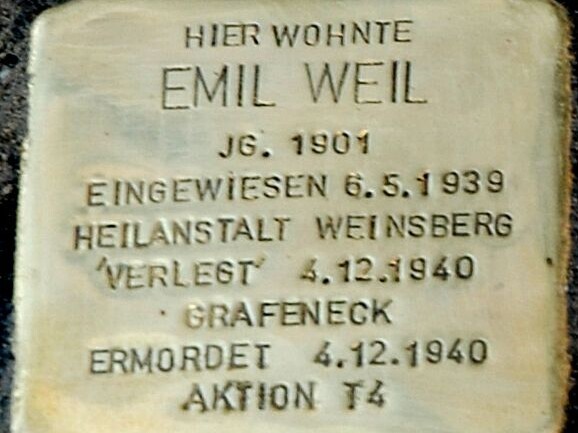 HIER WOHNTE
EMIL WEIL
JG. 1901
EINGEWIESEN 6.5.1939
HEILANSTALT WEINSBERG
'VERLEGT' 4.12.1940
GRAFENECK
ERMORDET 4.12.1940
AKTION T4